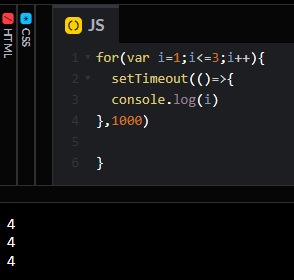 HTML
CSS
JS
1 for(var i=1;i<=3;i++){
2 setTimeout(()=>{
3 console.log(i)
4 },1000)
5
6 }
4
4
4